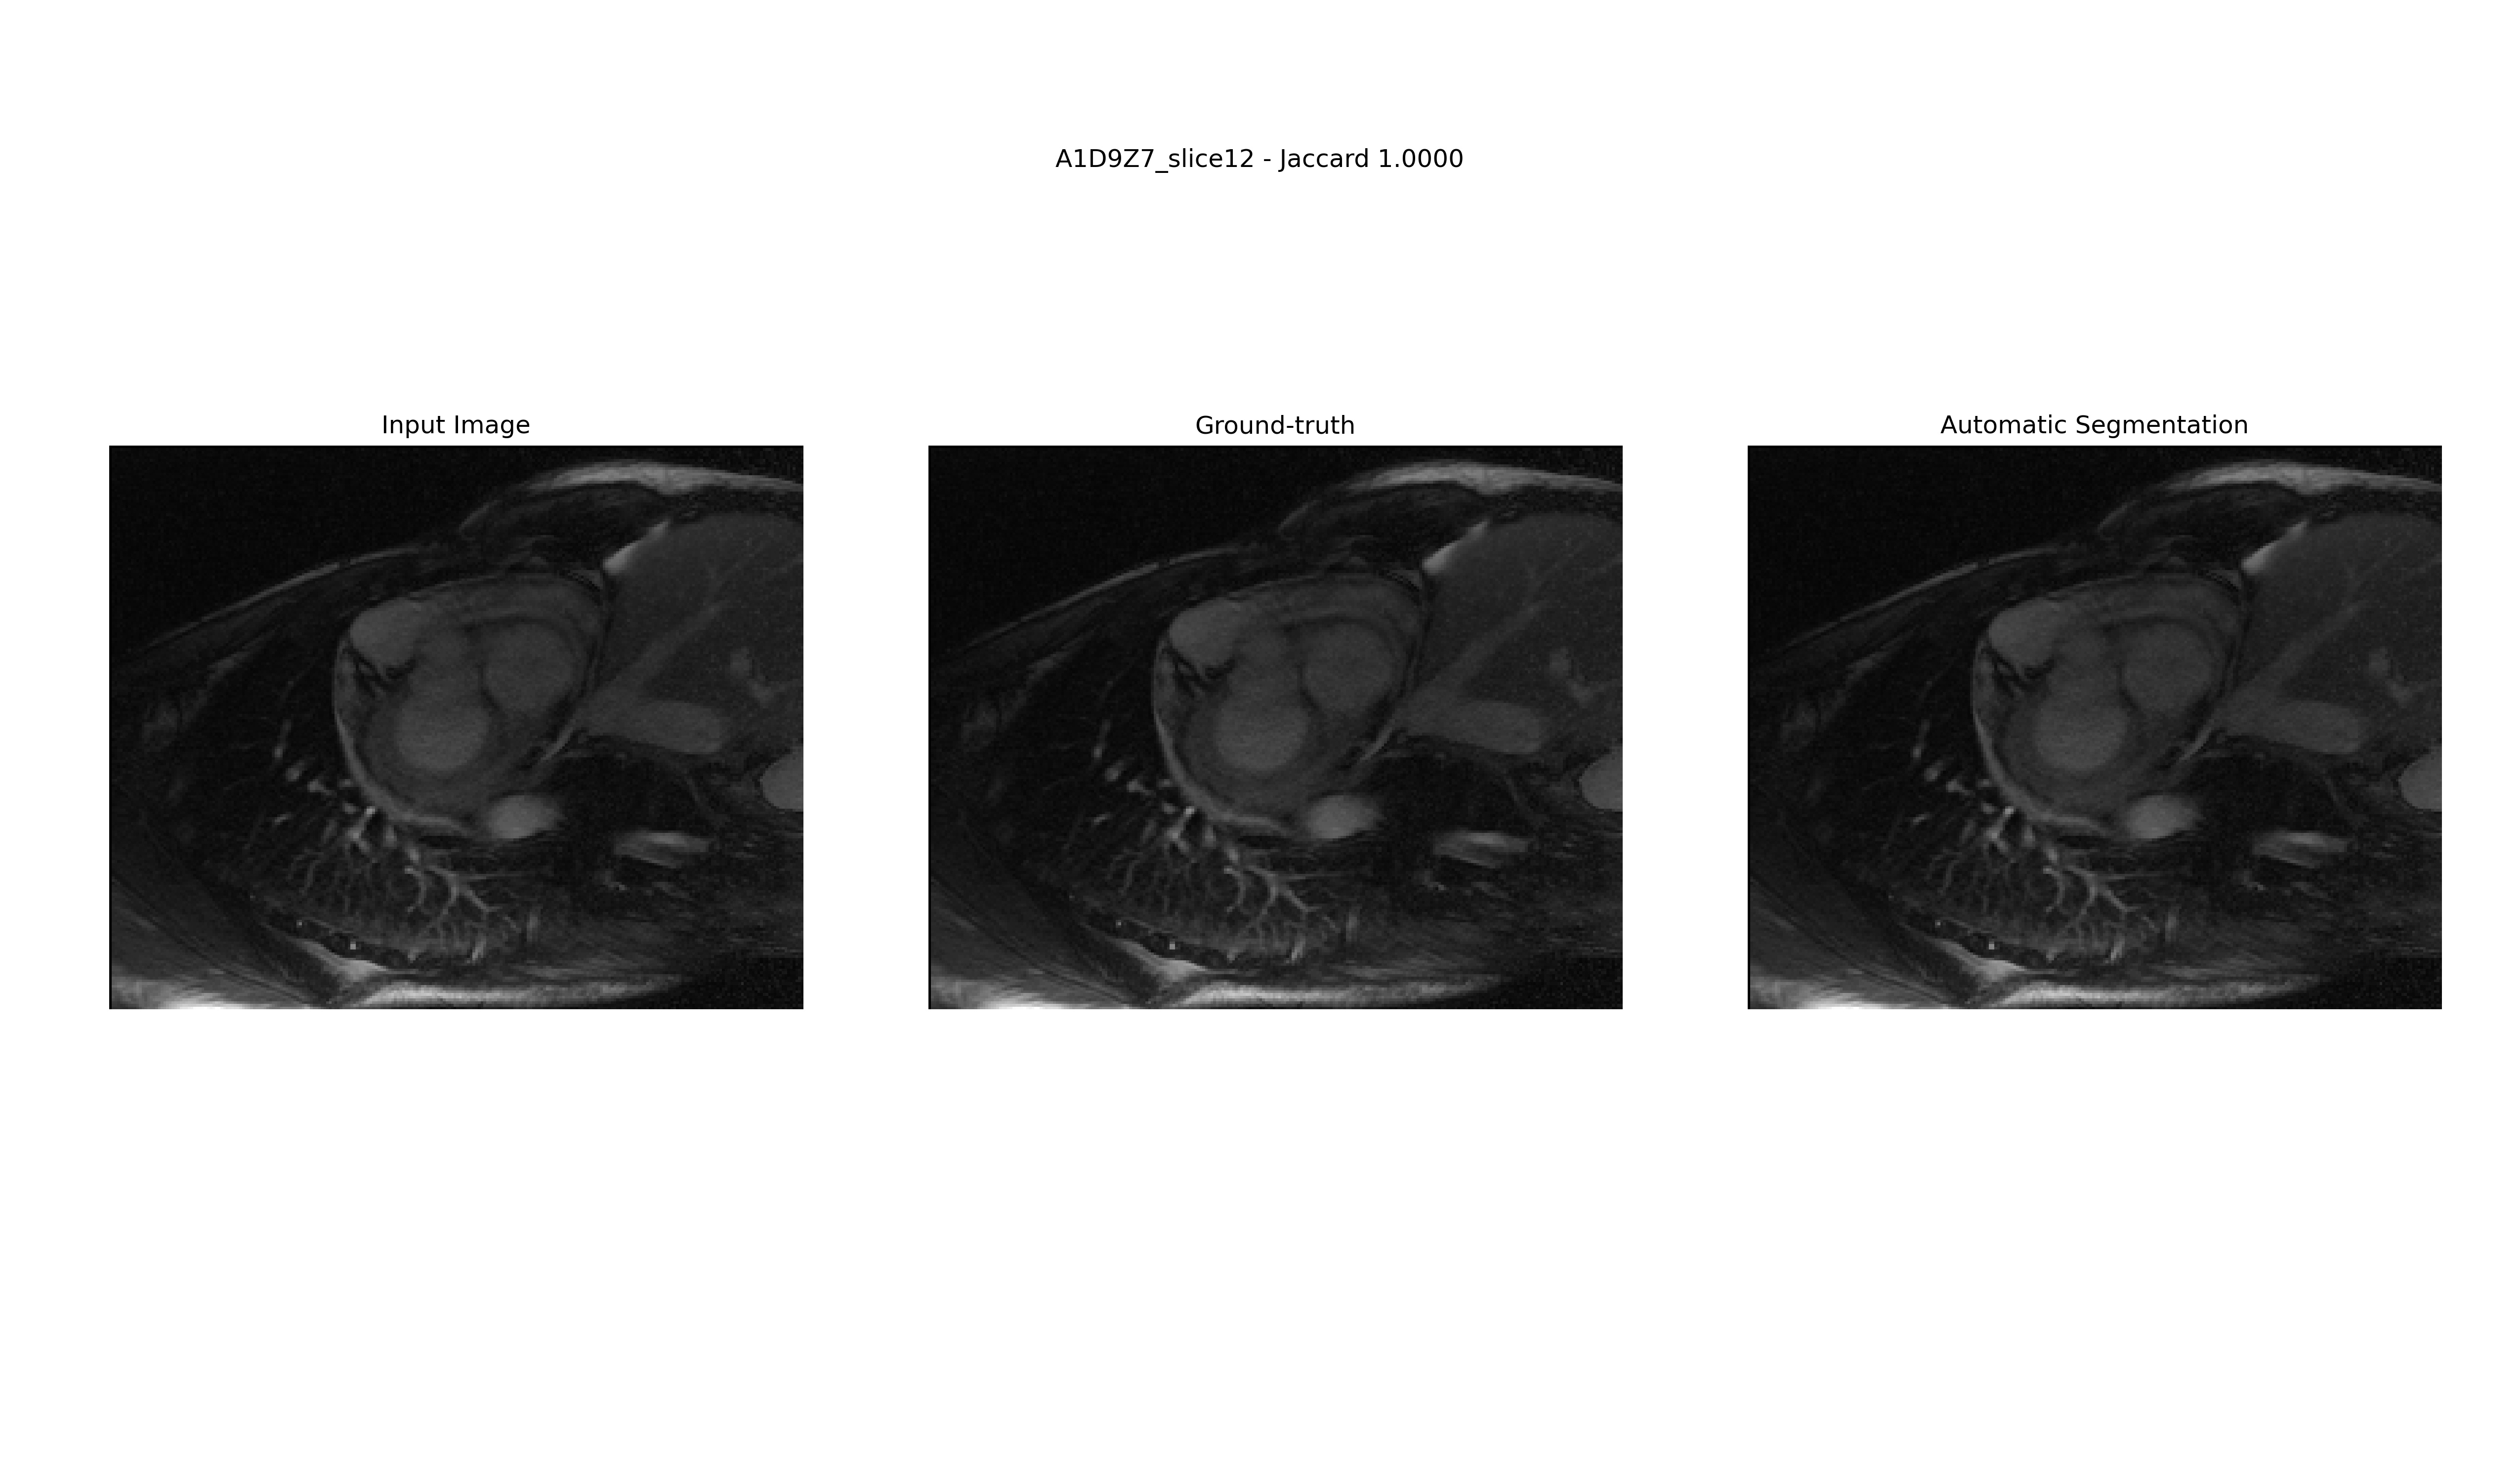 A1D9Z7_slice12 - Jaccard 1.0000
Input Image
Ground-truth
Automatic Segmentation